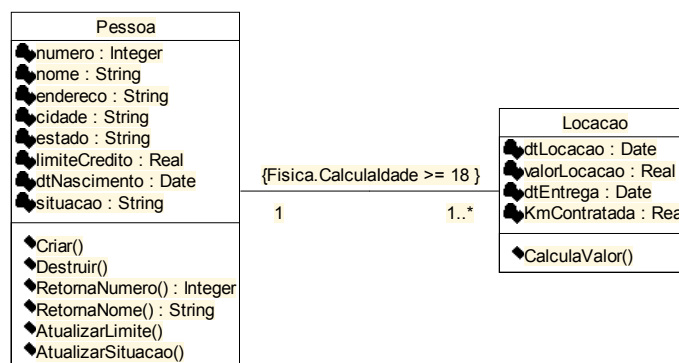 Pessoa
numero : Integer
nome : String
endereco : String
cidade : String
estado : String
limiteCredito : Real
dtNascimento : Date
situacao : String
Criar()
Destruir()
RetornaNumero() : Integer
RetornaNome() : String
AtualizarLimite()
AtualizarSituacao()
{Fisica.CalculaIdade >= 18 }
1
1..*
Locacao
dtLocacao : Date
valorLocacao : Real
dtEntrega : Date
KmContratada : Rea
CalculaValor()